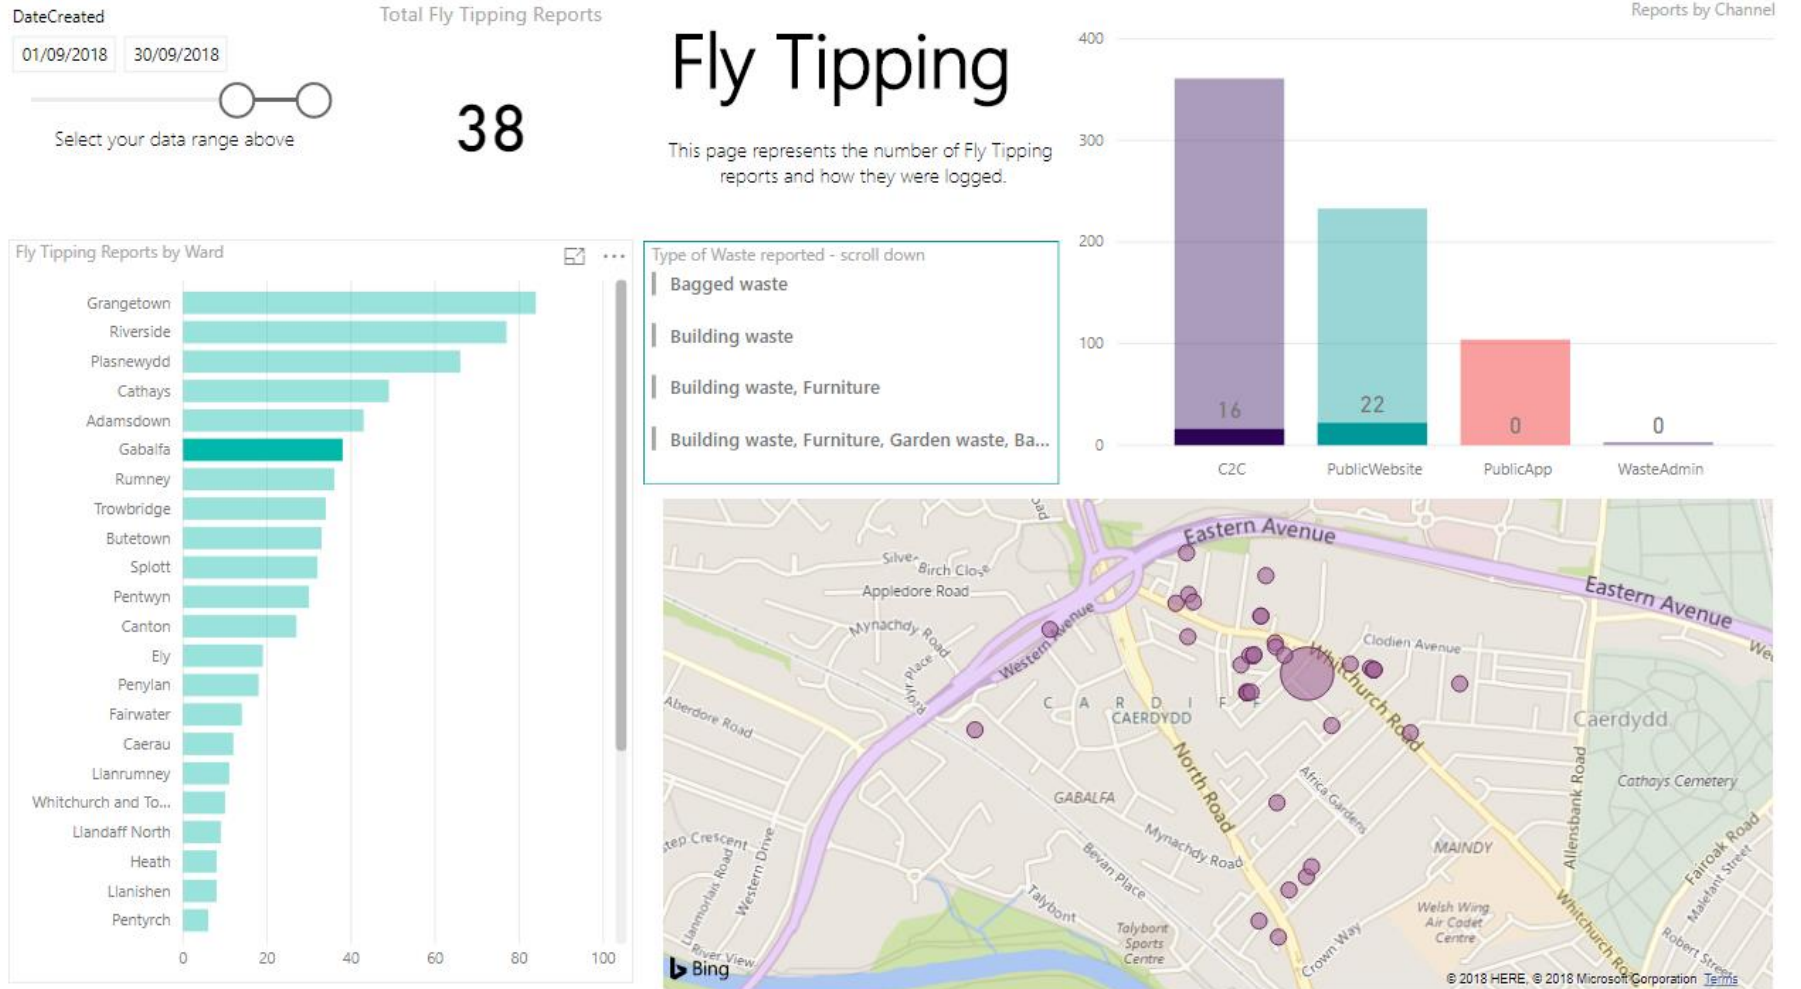 DateCreated
01/09/2018 30/09/2018
Select your data range above
Total Fly Tipping Reports
38
Fly Tipping
This page represents the number of Fly Tipping
reports and how they were logged.
Reports by Channel
400
300
200
100
0
16
22
0
0
C2C PublicWebsite PublicApp WasteAdmin
Fly Tipping Reports by Ward
Grangetown
Riverside
Plasnewydd
Cathays
Adamsdown
Gabalfa
Rumney
Trowbridge
Butetown
Splott
Pentwyn
Canton
Ely
Penylan
Fairwater
Caerau
Llanrumney
Whitchurch and To...
Llandaff North
Heath
Llanishen
Pentyrch
0 20 40 60 80 100
Type of Waste reported - scroll down
Bagged waste
Building waste
Building waste, Furniture
Building waste, Furniture, Garden waste, Ba...
Eastern Avenue
Eastern Avenue
Birch Close
Appledore Road
Mynachdy Road
Western Avenue
Clodien Avenue
Whitchurch Road
CARDIFF
CAERDYDD
Caerdydd
Aberdore Road
North Road
Africa Gardens
Allensbank Road
Cathays Cemetery
GABALFA
Mynachdy Road
MAINDY
Fairoak Road
Malefant Street
Western Drive
Llanmorlais Road
Bevan Place
Talybont
Talybont
Sports
Centre
Welsh Wing
Air Cadet
Centre
Crown Way
Robert Street
River View
Bing
© 2018 HERE, © 2018 Microsoft Corporation Terms